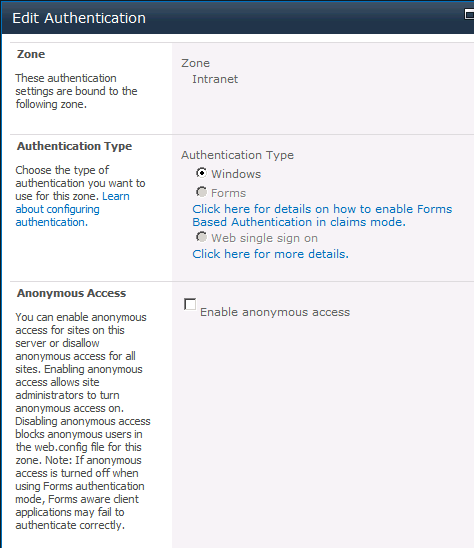 Edit Authentication
Zone
These authentication
settings are bound to the
following zone.
Zone
Intranet
Authentication Type
Choose the type of
authentication you want to
use for this zone. Learn
about configuring
authentication.
Authentication Type
Windows
Forms
Click here for details on how to enable Forms
Based Authentication in claims mode.
Web single sign on
Click here for more details.
Anonymous Access
You can enable anonymous
access for sites on this
server or disallow
anonymous access for all
sites. Enabling anonymous
access allows site
administrators to turn
anonymous access on.
Disabling anonymous access
blocks anonymous users in
the web.config file for this
zone. Note: If anonymous
access is turned off when
using Forms authentication
mode, Forms aware client
applications may fail to
authenticate correctly.
Enable anonymous access